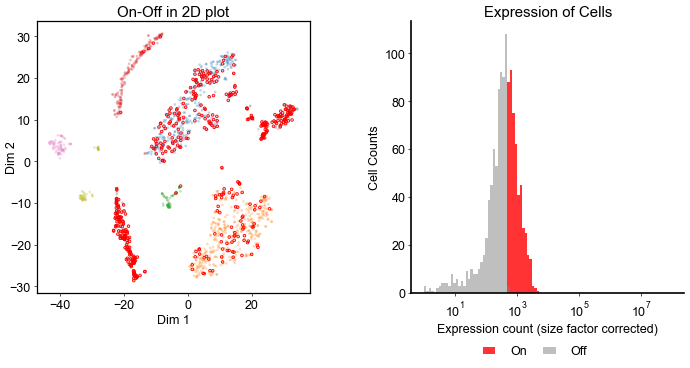 On-Off in 2D plot
30
20
10
0
−10
−20
−30
Dim 2
−40
−20
0
20
Dim 1
Expression of Cells
100
80
60
40
20
0
Cell Counts
10^1
10^3
10^5
10^7
Expression count (size factor corrected)
On
Off